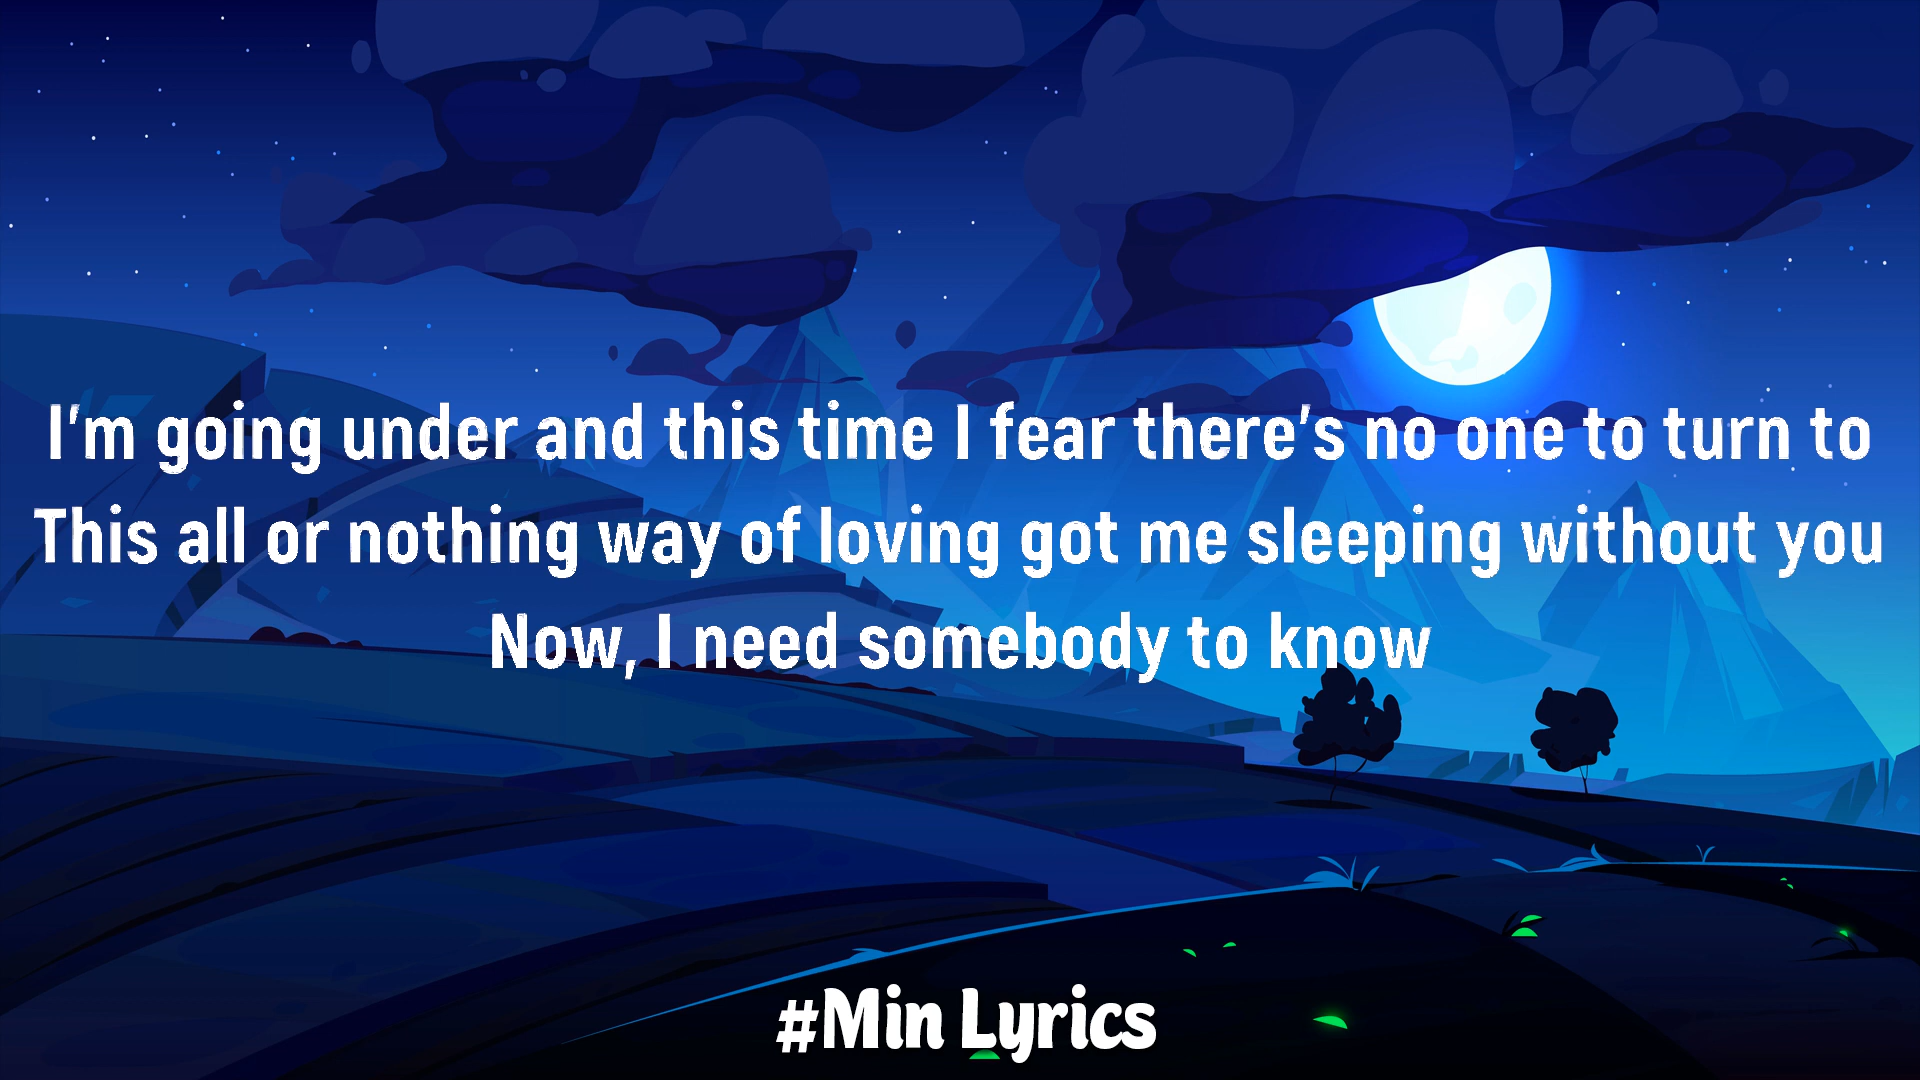 I'm going under and this time I fear there's no one to turn to
This all or nothing way of loving got me sleeping without you
Now, I need somebody to know
#Min Lyrics